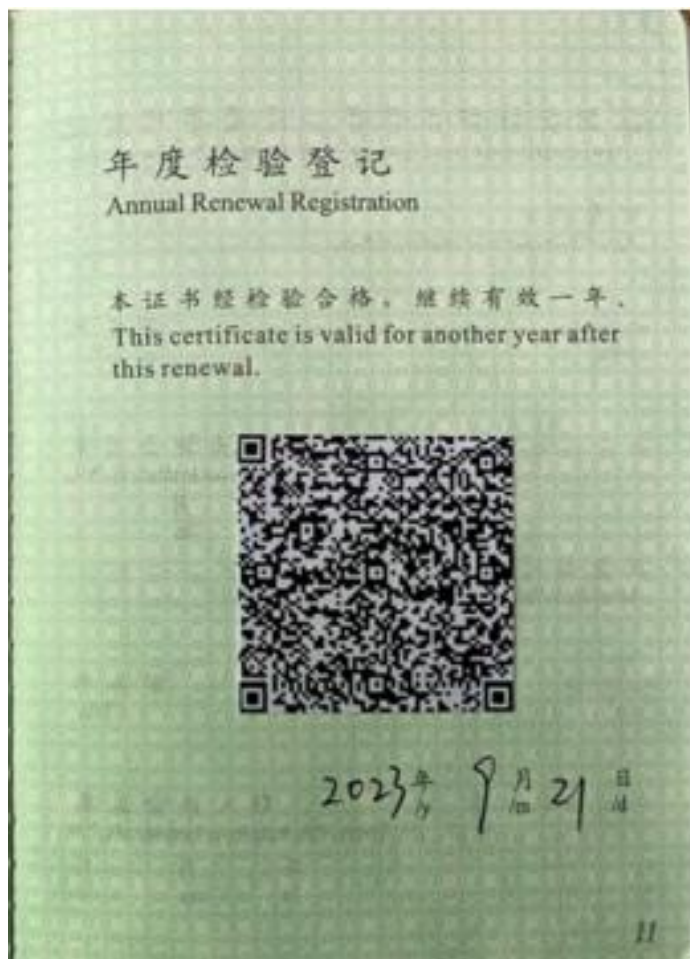 年度检验登记
Annual Renewal Registration
本证书经检验合格，继续有效一年。
This certificate is valid for another year after
this renewal.
2023年 9月 21日
/y /m /d
11